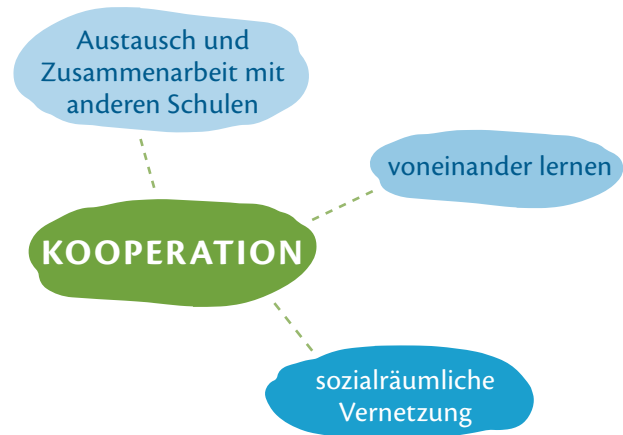 Austausch und
Zusammenarbeit mit
anderen Schulen
voneinander lernen
KOOPERATION
sozialräumliche
Vernetzung